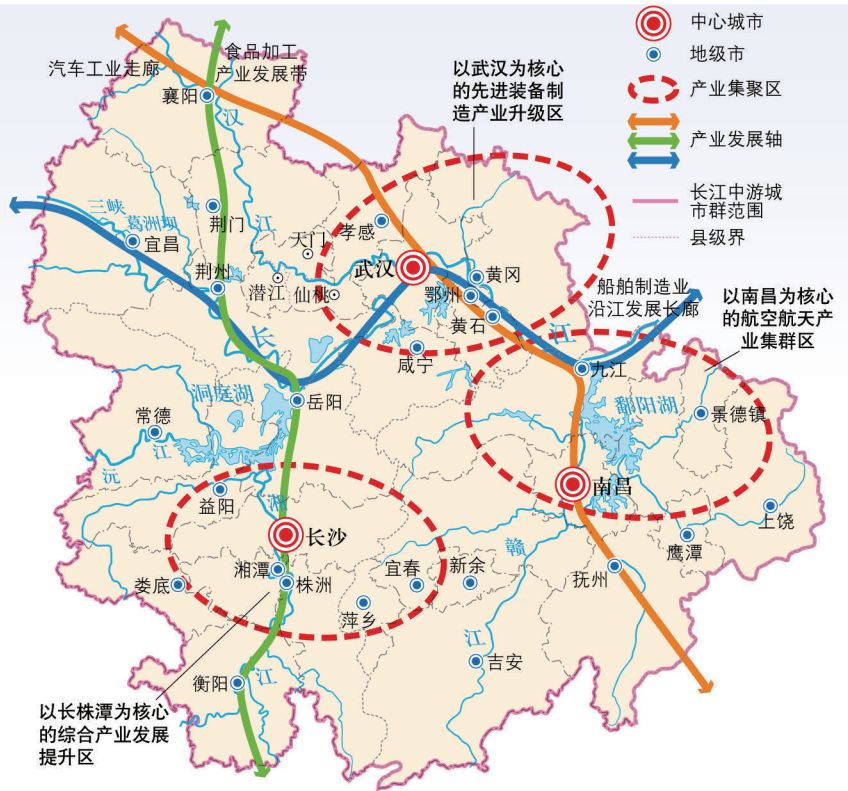 汽车工业走廊
食品加工
产业发展带
襄阳
汉
江
以武汉为核心
的先进装备制
造产业升级区
中心城市
地级市
产业集聚区
产业发展轴
长江中游城
市群范围
县级界
三峡
葛洲坝
宜昌
荆门
天门
孝感
武汉
荆州
潜江
仙桃
黄冈
鄂州
黄石
船舶制造业
沿江发展长廊
以南昌为核心
的航空航天产
业集群区
长
江
咸宁
九江
洞庭湖
岳阳
鄱阳湖
景德镇
常德
沅
江
益阳
湘
长沙
南昌
上饶
鹰潭
赣
湘潭
株洲
宜春
新余
抚州
娄底
萍乡
江
吉安
衡阳
江
以长株潭为核心
的综合产业发展
提升区